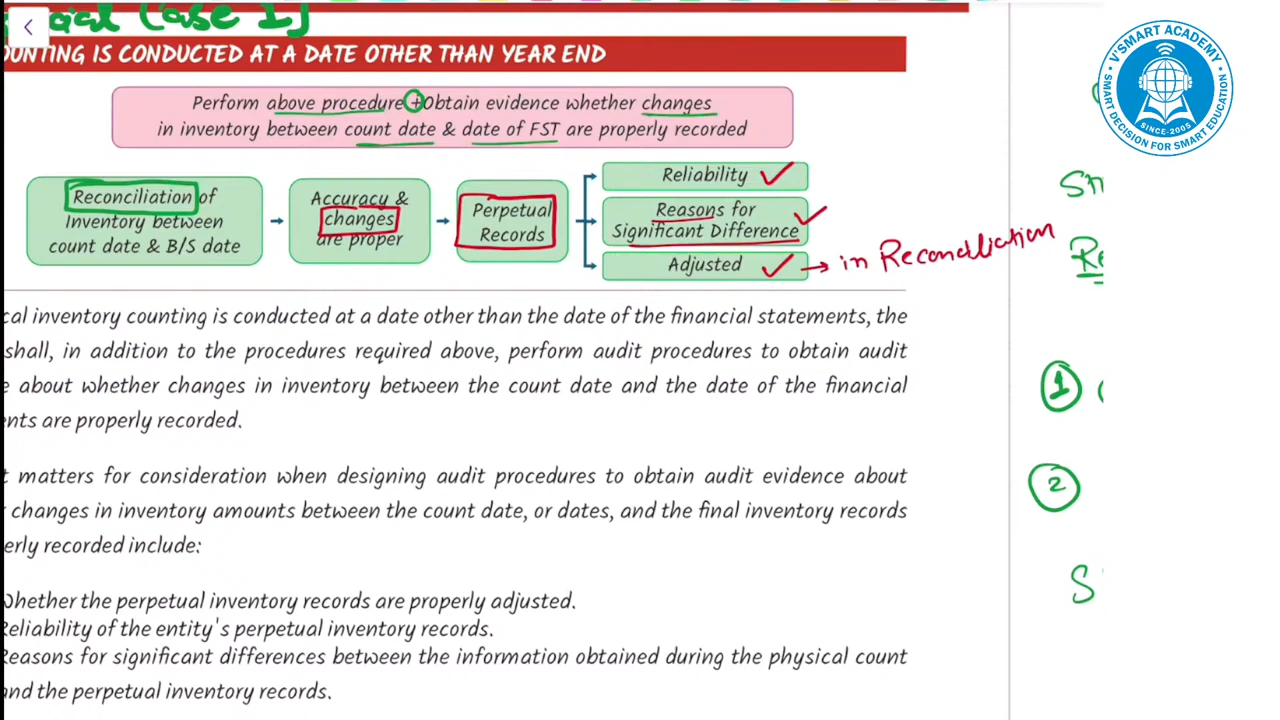 Case 1)
OUNTING IS CONDUCTED AT A DATE OTHER THAN YEAR END
Perform above procedure + Obtain evidence whether changes
in inventory between count date & date of FST are properly recorded
Reconciliation of
Inventory between
count date & B/S date
Accuracy &
changes
are proper
Perpetual
Records
Reliability
Reasons for
Significant Difference
Adjusted
in Reconciliation
cal inventory counting is conducted at a date other than the date of the financial statements, the
shall, in addition to the procedures required above, perform audit procedures to obtain audit
e about whether changes in inventory between the count date and the date of the financial
ents are properly recorded.
t matters for consideration when designing audit procedures to obtain audit evidence about
r changes in inventory amounts between the count date, or dates, and the final inventory records
erly recorded include:
Whether the perpetual inventory records are properly adjusted.
Reliability of the entity's perpetual inventory records.
Reasons for significant differences between the information obtained during the physical count
and the perpetual inventory records.
1
2
V'SMART ACADEMY
SINCE-2005
SMART DECISION FOR SMART EDUCATION